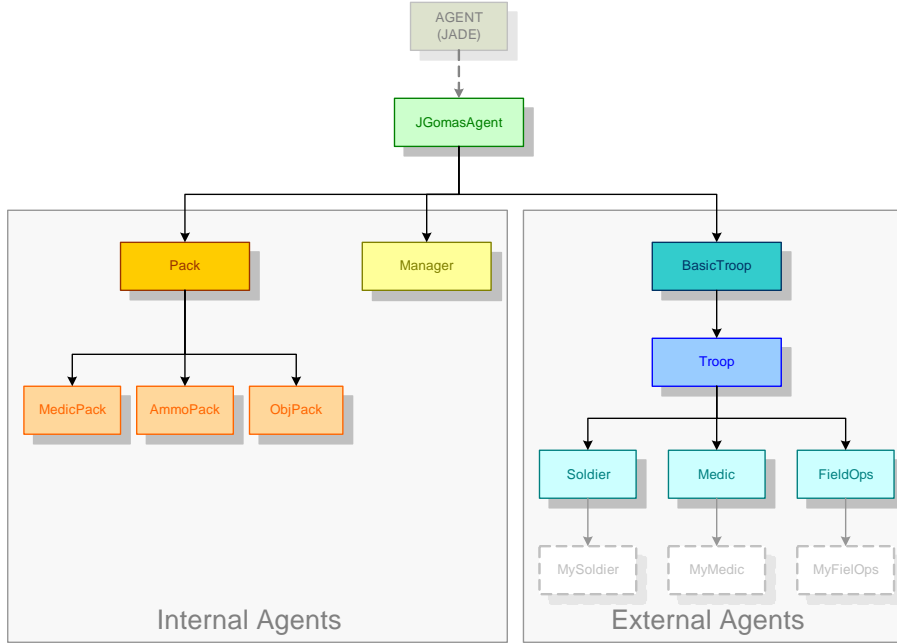 AGENT
(JADE)
JGomasAgent
Pack
Manager
BasicTroop
Troop
MedicPack
AmmoPack
ObjPack
Soldier
Medic
FieldOps
MySoldier
MyMedic
MyFielOps
Internal Agents
External Agents